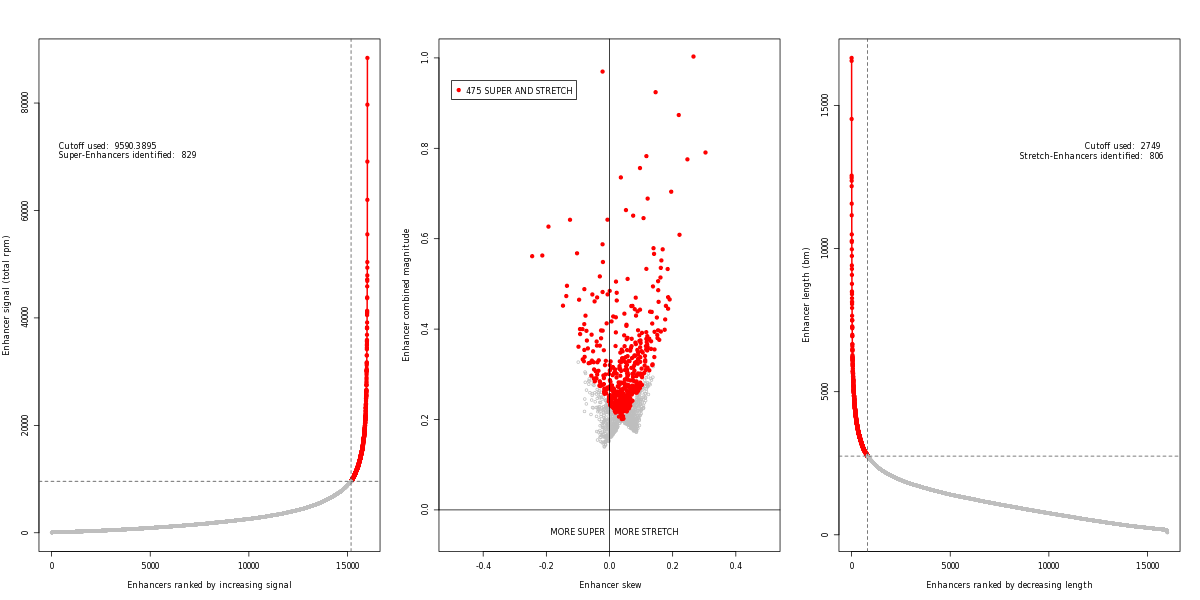 Enhancer signal (total rpm)
80000
60000
40000
20000
0
Cutoff used: 9590.3895
Super-Enhancers identified: 829
0
5000
10000
15000
Enhancers ranked by increasing signal
Enhancer combined magnitude
1.0
0.8
0.6
0.4
0.2
0.0
475 SUPER AND STRETCH
MORE SUPER
MORE STRETCH
-0.4
-0.2
0.0
0.2
0.4
Enhancer skew
Enhancer length (bm)
15000
10000
5000
0
Cutoff used: 2749
Stretch-Enhancers identified: 806
0
5000
10000
15000
Enhancers ranked by decreasing length